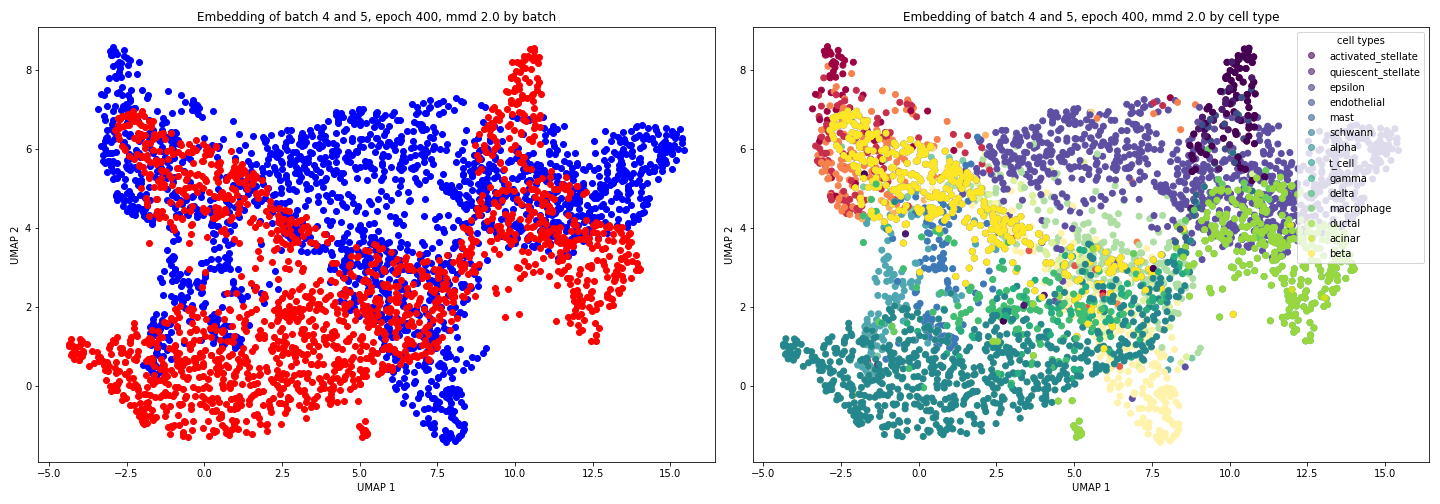 Embedding of batch 4 and 5, epoch 400, mmd 2.0 by batch
8
6
4
2
0
UMAP 2
−5.0 −2.5 0.0 2.5 5.0 7.5 10.0 12.5 15.0
UMAP 1
Embedding of batch 4 and 5, epoch 400, mmd 2.0 by cell type
8
6
4
2
0
UMAP 2
−5.0 −2.5 0.0 2.5 5.0 7.5 10.0 12.5 15.0
UMAP 1
cell types
activated_stellate
quiescent_stellate
epsilon
endothelial
mast
schwann
alpha
t_cell
gamma
delta
macrophage
ductal
acinar
beta